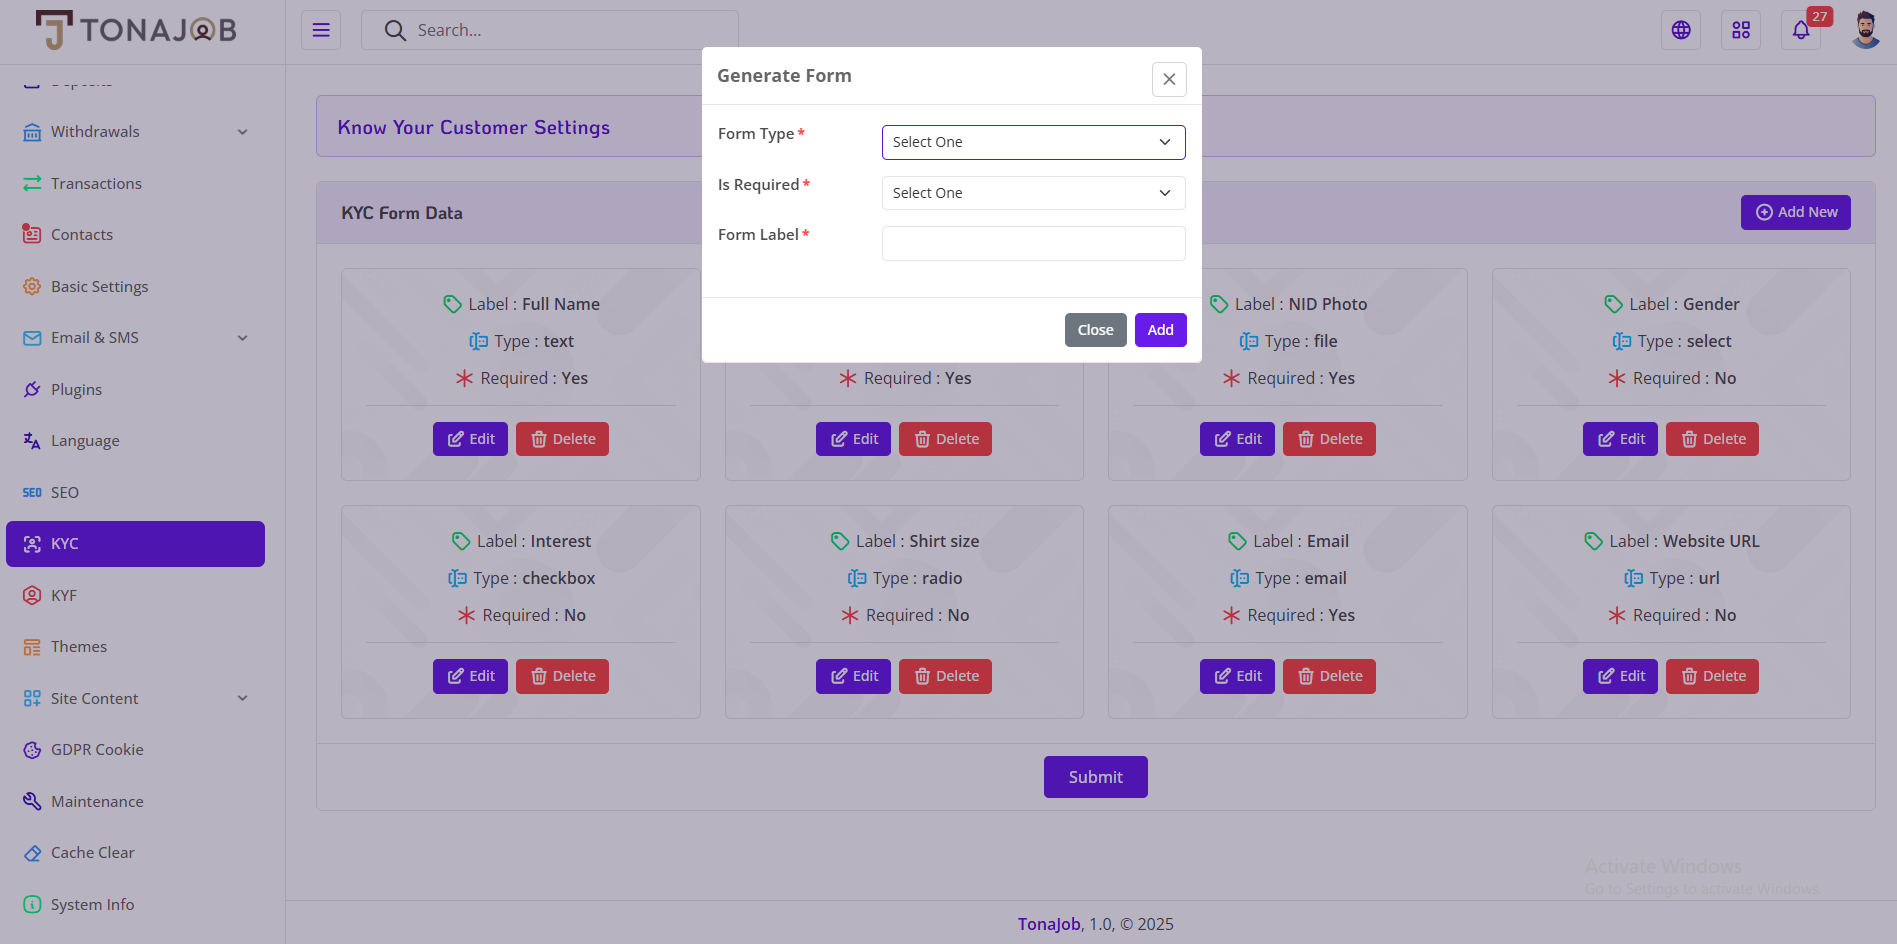 TONAJOB
Search...
27
Deposits
Withdrawals
Transactions
Contacts
Basic Settings
Email & SMS
Plugins
Language
SEO SEO
KYC
KYF
Themes
Site Content
GDPR Cookie
Maintenance
Cache Clear
System Info
Know Your Customer Settings
KYC Form Data
Add New
Generate Form
Form Type *
Select One
Is Required *
Select One
Form Label *
Close
Add
Label : Full Name
Type : text
Required : Yes
Edit
Delete
Required : Yes
Edit
Delete
Label : NID Photo
Type : file
Required : Yes
Edit
Delete
Label : Gender
Type : select
Required : No
Edit
Delete
Label : Interest
Type : checkbox
Required : No
Edit
Delete
Label : Shirt size
Type : radio
Required : No
Edit
Delete
Label : Email
Type : email
Required : Yes
Edit
Delete
Label : Website URL
Type : url
Required : No
Edit
Delete
Submit
Activate Windows
Go to Settings to activate Windows.
TonaJob, 1.0, © 2025